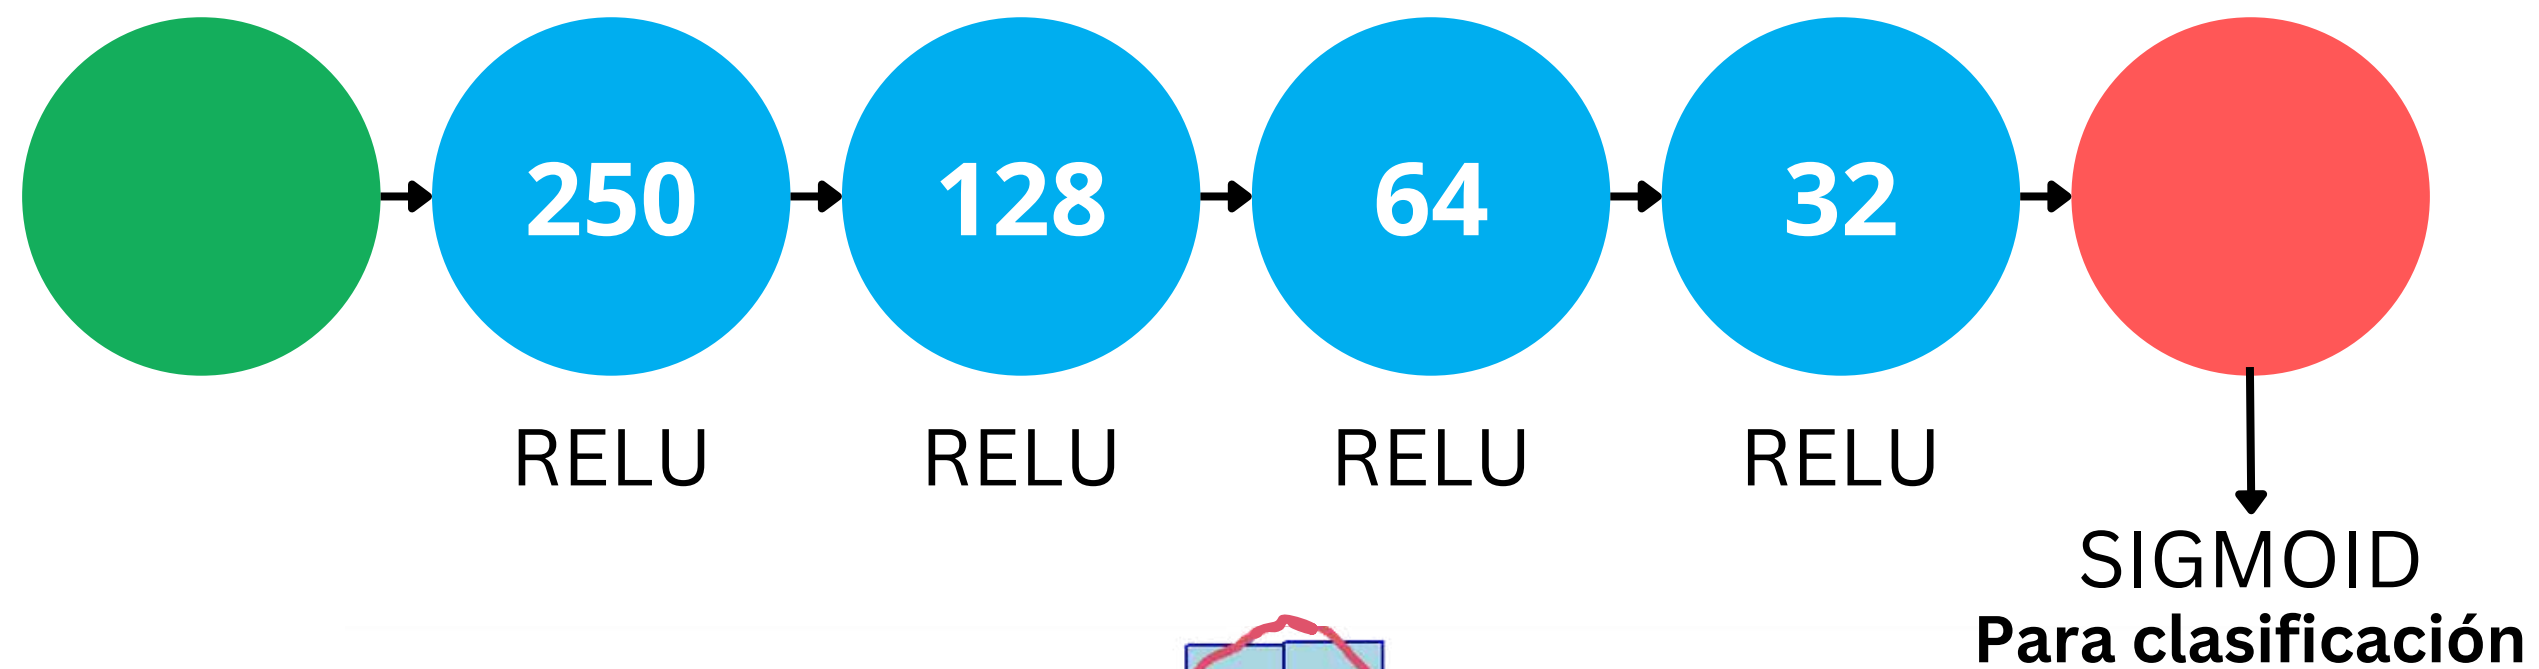 250 128 64 32
RELU RELU RELU RELU
SIGMOID
Para clasificación